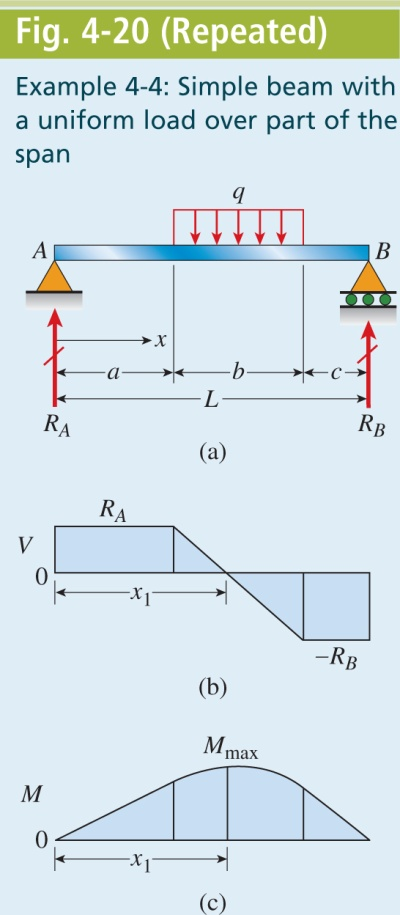 Fig. 4-20 (Repeated)
Example 4-4: Simple beam with
a uniform load over part of the
span
q
A
B
x
a
b
c
L
R_A
R_B
(a)
R_A
V
0
x_1
–R_B
(b)
M_max
M
0
x_1
(c)